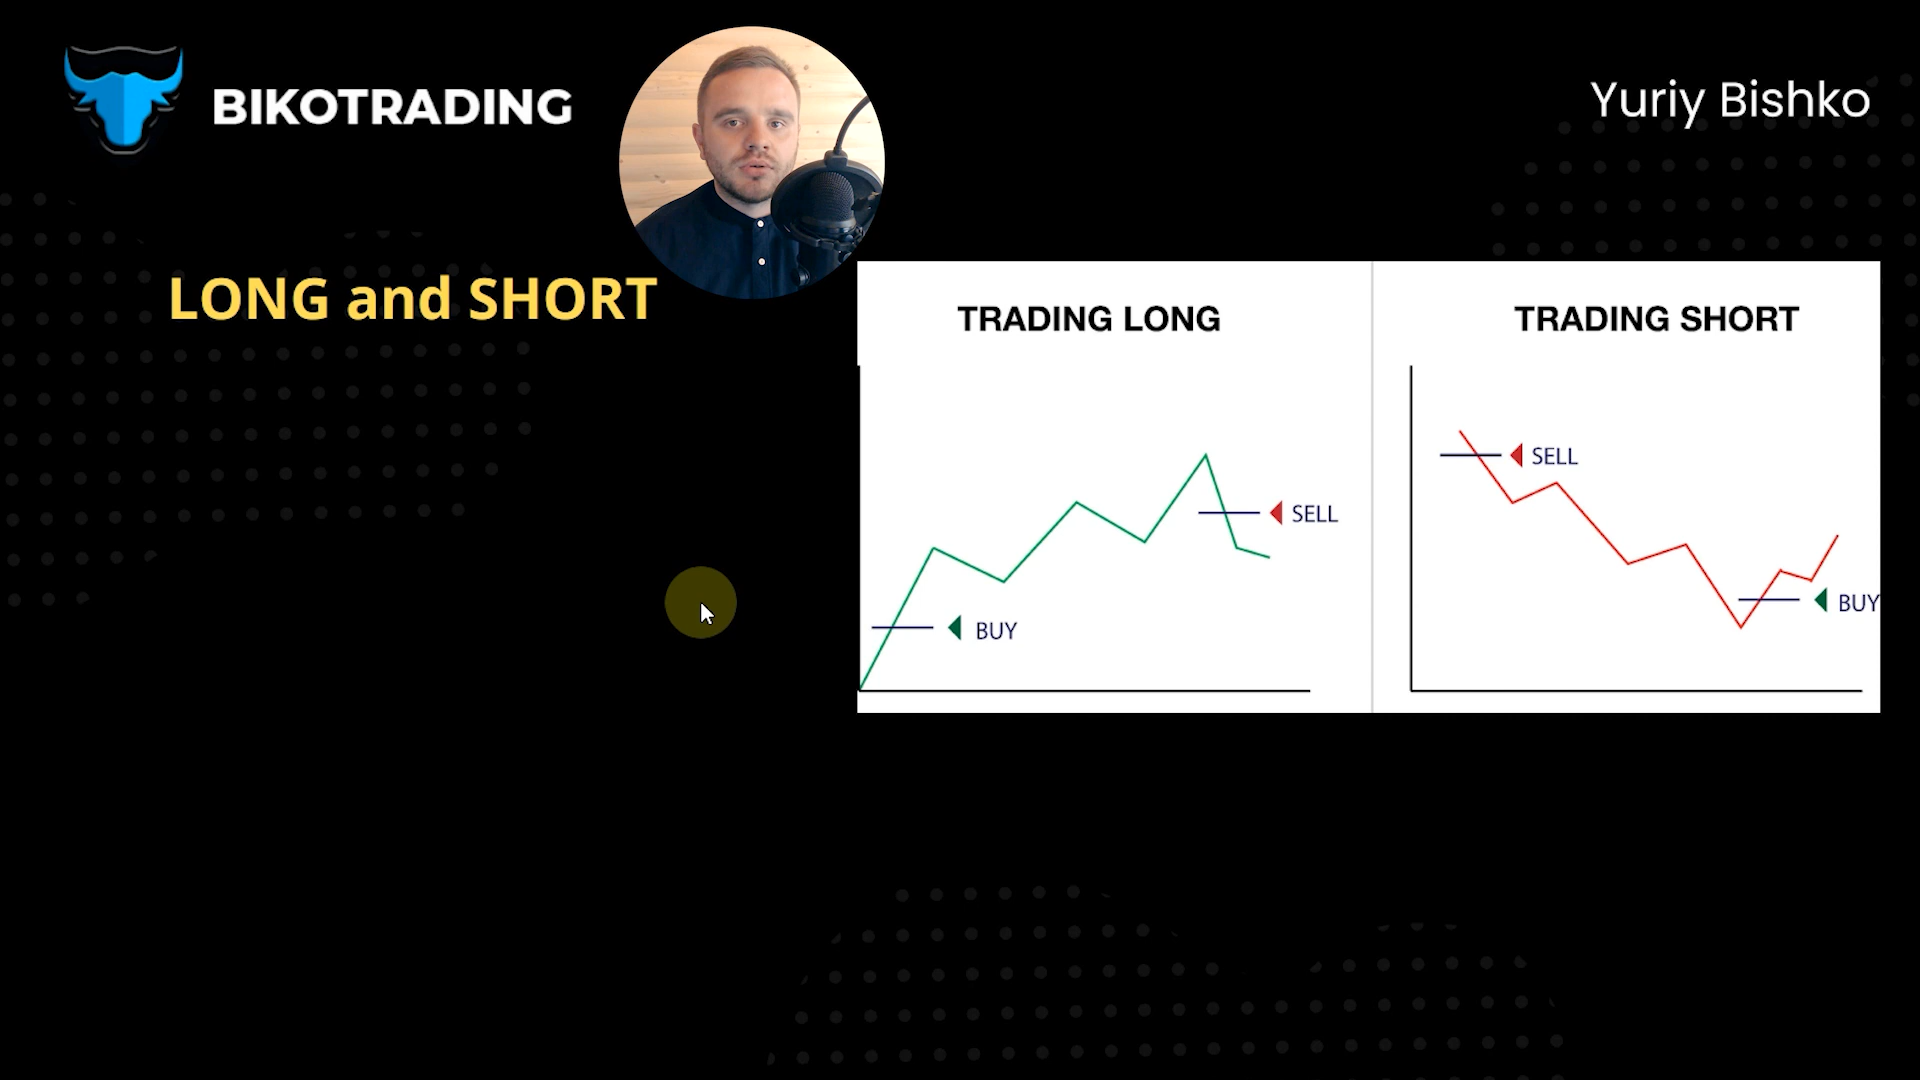 BIKOTRADING
Yuriy Bishko
LONG and SHORT
TRADING LONG
SELL
BUY
TRADING SHORT
SELL
BUY